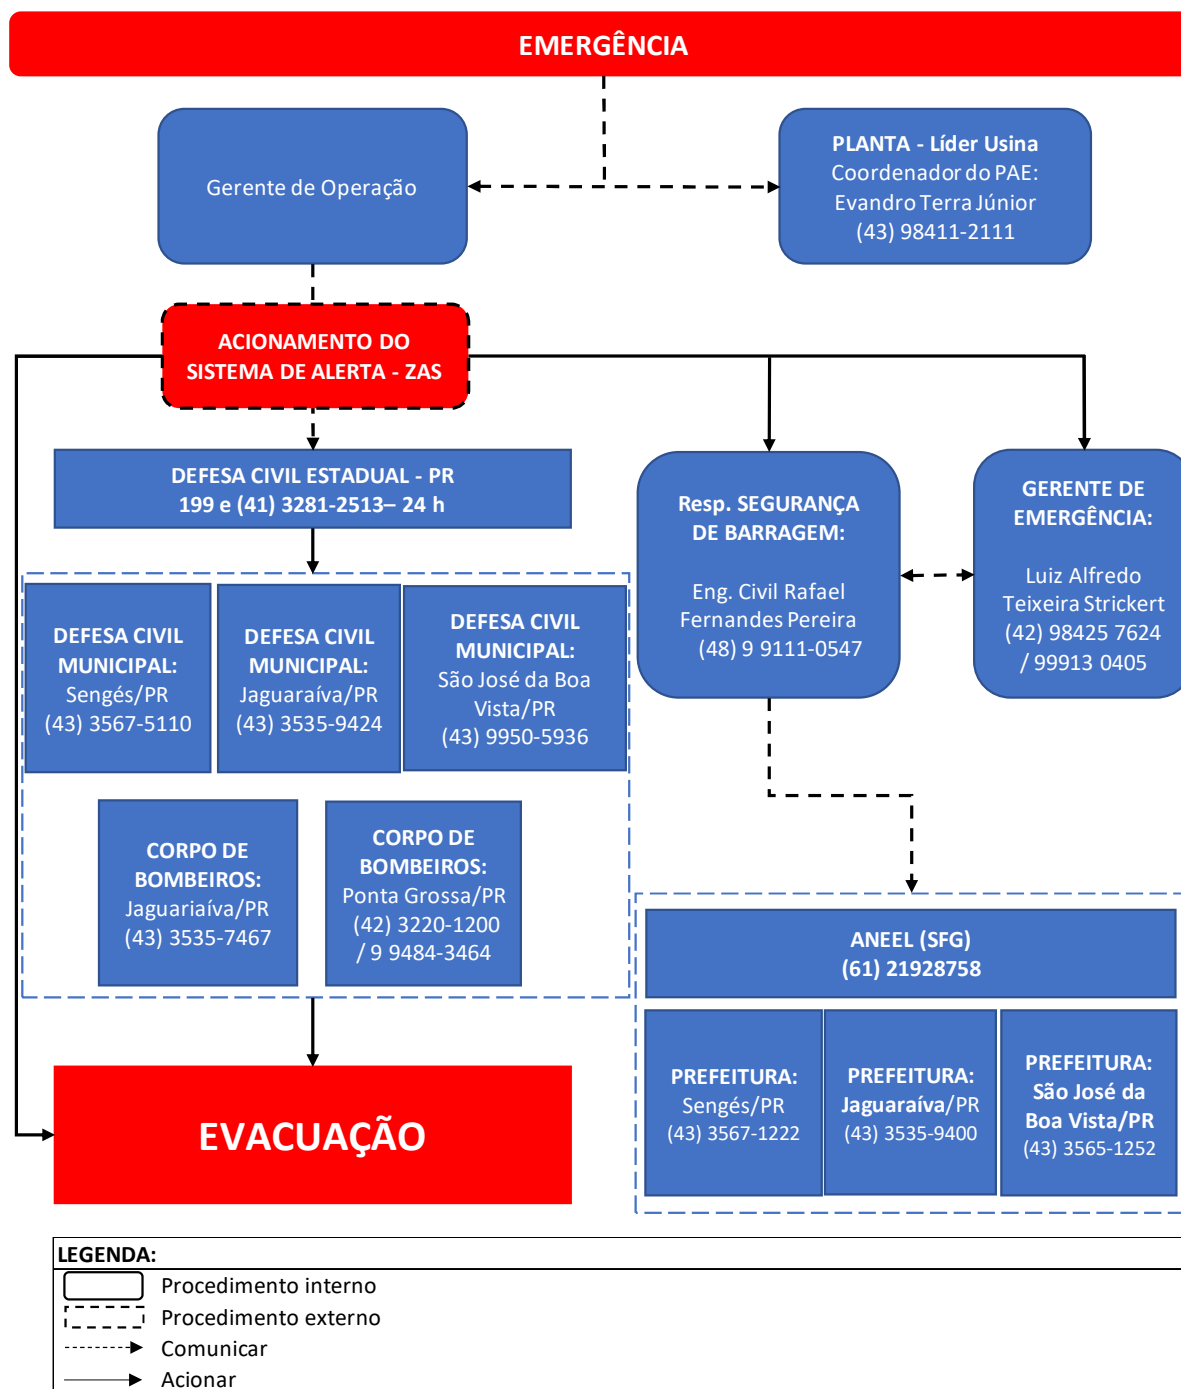 EMERGÊNCIA
Gerente de Operação
PLANTA - Líder Usina
Coordenador do PAE:
Evandro Terra Júnior
(43) 98411-2111
ACIONAMENTO DO
SISTEMA DE ALERTA - ZAS
DEFESA CIVIL ESTADUAL - PR
199 e (41) 3281-2513– 24 h
Resp. SEGURANÇA
DE BARRAGEM:
Eng. Civil Rafael
Fernandes Pereira
(48) 9 9111-0547
GERENTE DE
EMERGÊNCIA:
Luiz Alfredo
Teixeira Strickert
(42) 98425 7624
/ 99913 0405
DEFESA CIVIL
MUNICIPAL:
Sengés/PR
(43) 3567-5110
DEFESA CIVIL
MUNICIPAL:
Jaguaraíva/PR
(43) 3535-9424
DEFESA CIVIL
MUNICIPAL:
São José da Boa
Vista/PR
(43) 9950-5936
CORPO DE
BOMBEIROS:
Jaguariaíva/PR
(43) 3535-7467
CORPO DE
BOMBEIROS:
Ponta Grossa/PR
(42) 3220-1200
/ 9 9484-3464
ANEEL (SFG)
(61) 21928758
PREFEITURA:
Sengés/PR
(43) 3567-1222
PREFEITURA:
Jaguaraíva/PR
(43) 3535-9400
PREFEITURA:
São José da
Boa Vista/PR
(43) 3565-1252
EVACUAÇÃO
LEGENDA:
Procedimento interno
Procedimento externo
Comunicar
Acionar